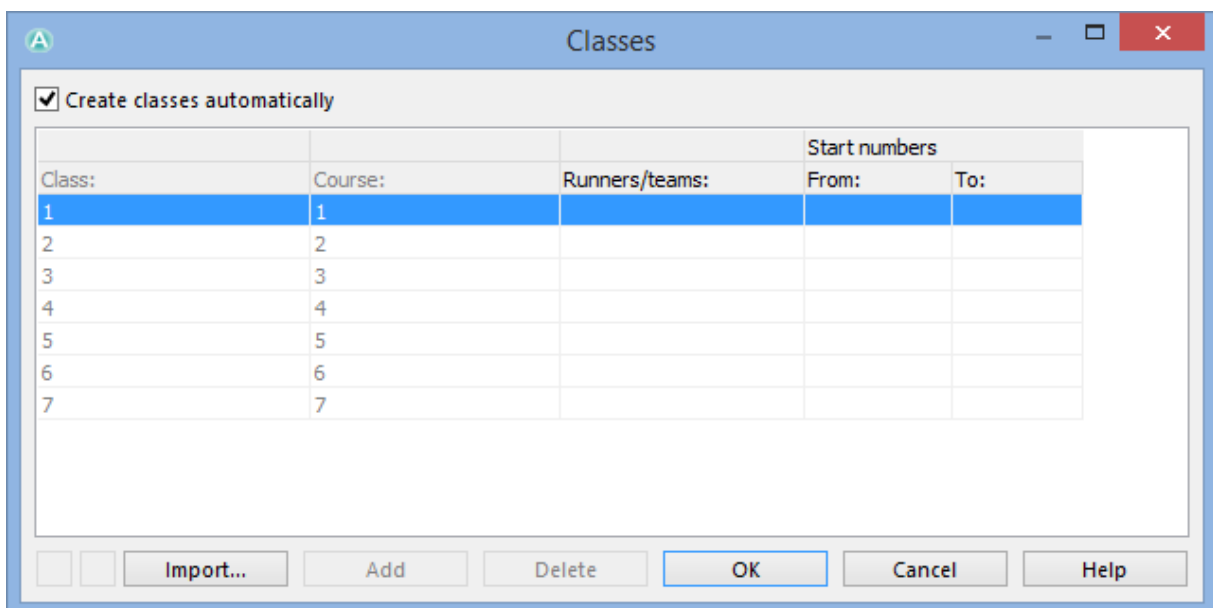 A Classes
Create classes automatically
Start numbers
Class: Course: Runners/teams: From: To:
1 1
2 2
3 3
4 4
5 5
6 6
7 7
Import... Add Delete OK Cancel Help